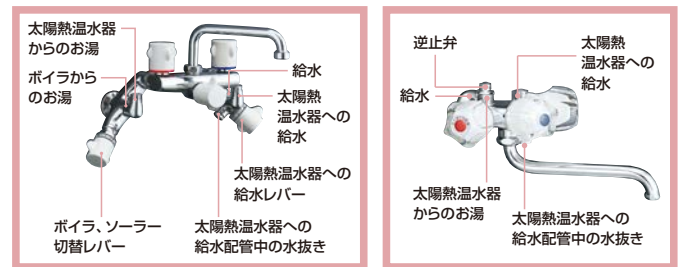 太陽熱温水器
からのお湯
ボイラから
のお湯
給水
太陽熱
温水器への
給水
太陽熱温水器への
給水レバー
ボイラ、ソーラー
切替レバー
太陽熱温水器への
給水配管中の水抜き
逆止弁
給水
太陽熱
温水器への
給水
太陽熱温水器
からのお湯
太陽熱温水器への
給水配管中の水抜き